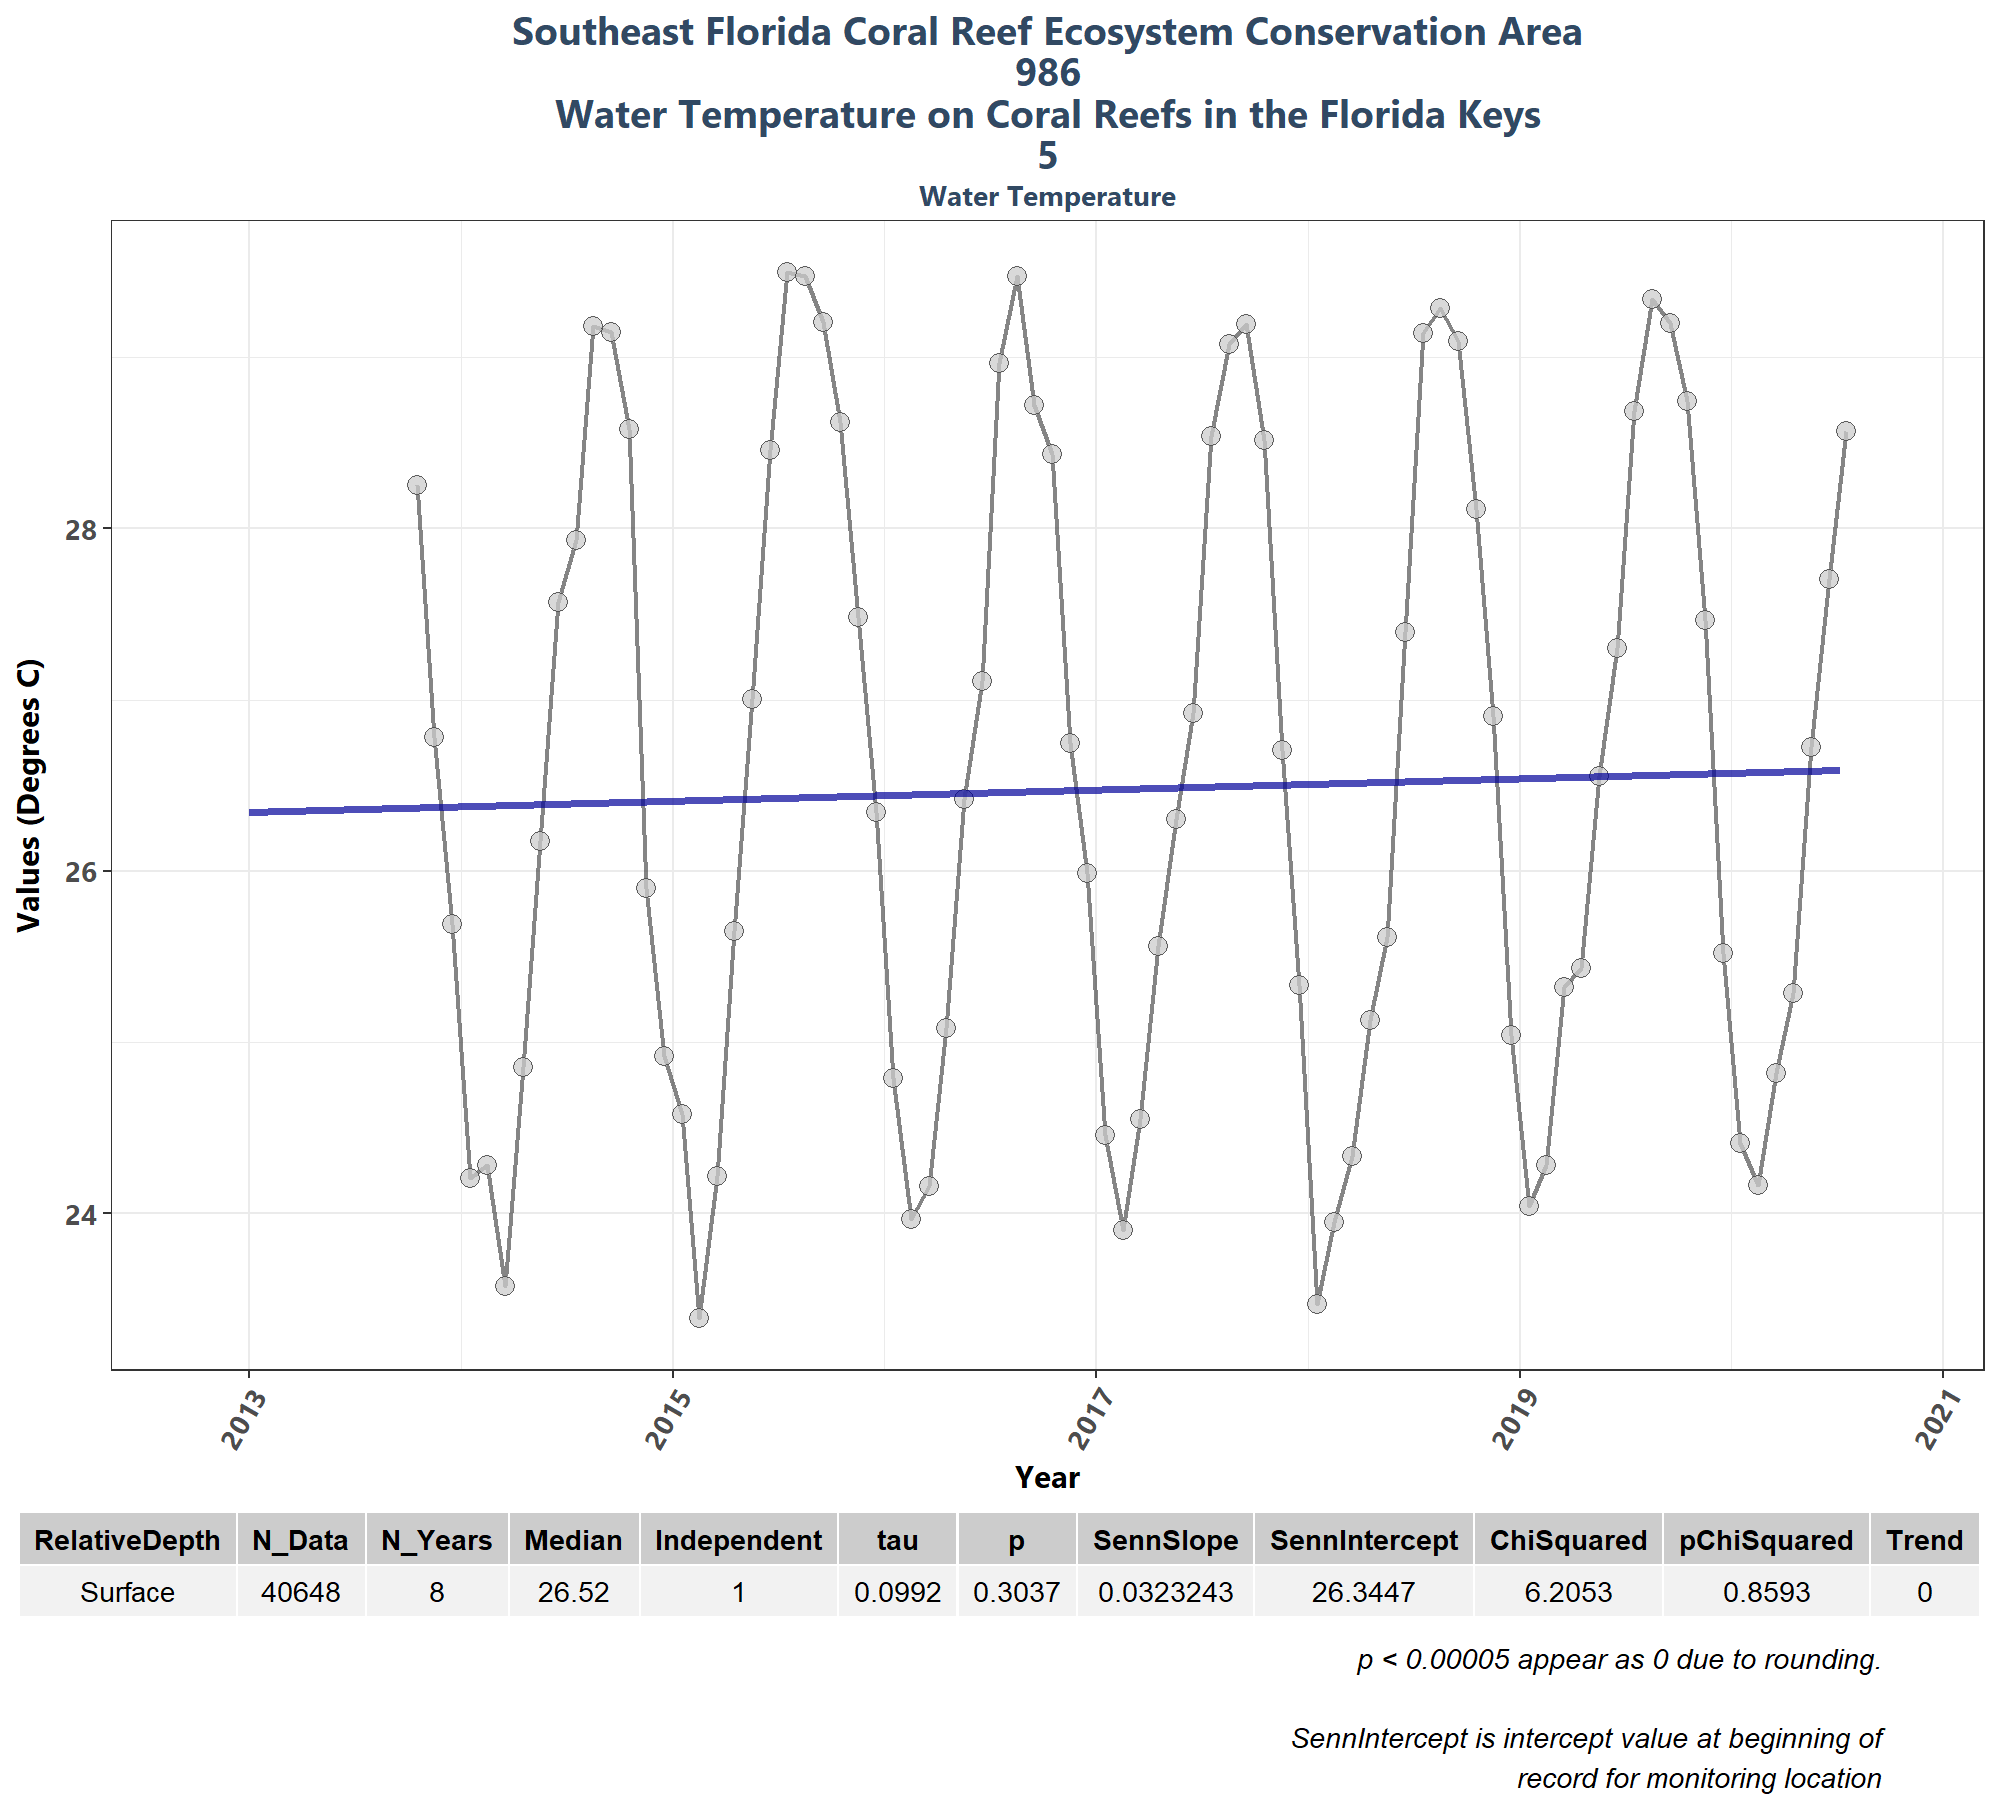 Southeast Florida Coral Reef Ecosystem Conservation Area
986
Water Temperature on Coral Reefs in the Florida Keys
5
Water Temperature
Values (Degrees C)
28
26
24
2013 2015 2017 2019 2021
Year
RelativeDepth N_Data N_Years Median Independent tau p SennSlope SennIntercept ChiSquared pChiSquared Trend
Surface 40648 8 26.52 1 0.0992 0.3037 0.0323243 26.3447 6.2053 0.8593 0
p < 0.00005 appear as 0 due to rounding.
SennIntercept is intercept value at beginning of
record for monitoring location